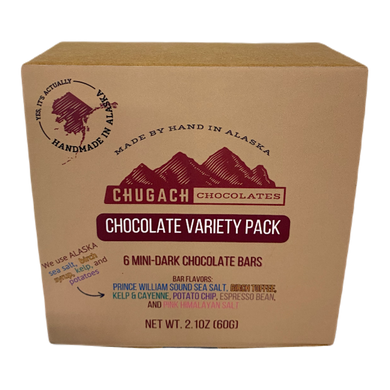 YES, IT'S ACTUALLY
HANDMADE IN ALASKA
MADE BY HAND IN ALASKA
CHUGACH CHOCOLATES
CHOCOLATE VARIETY PACK
6 MINI-DARK CHOCOLATE BARS
We use ALASKA
sea salt, birch
syrup, kelp, and
potatoes
BAR FLAVORS:
PRINCE WILLIAM SOUND SEA SALT, BIRCH TOFFEE,
KELP & CAYENNE, POTATO CHIP, ESPRESSO BEAN,
AND PINK HIMALAYAN SALT
NET WT. 2.1OZ (60G)